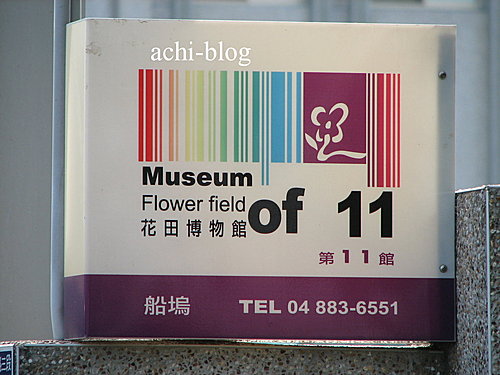 achi-blog
Museum
Flower field
花田博物館
of 11
第11館
船塢 TEL 04 883-6551